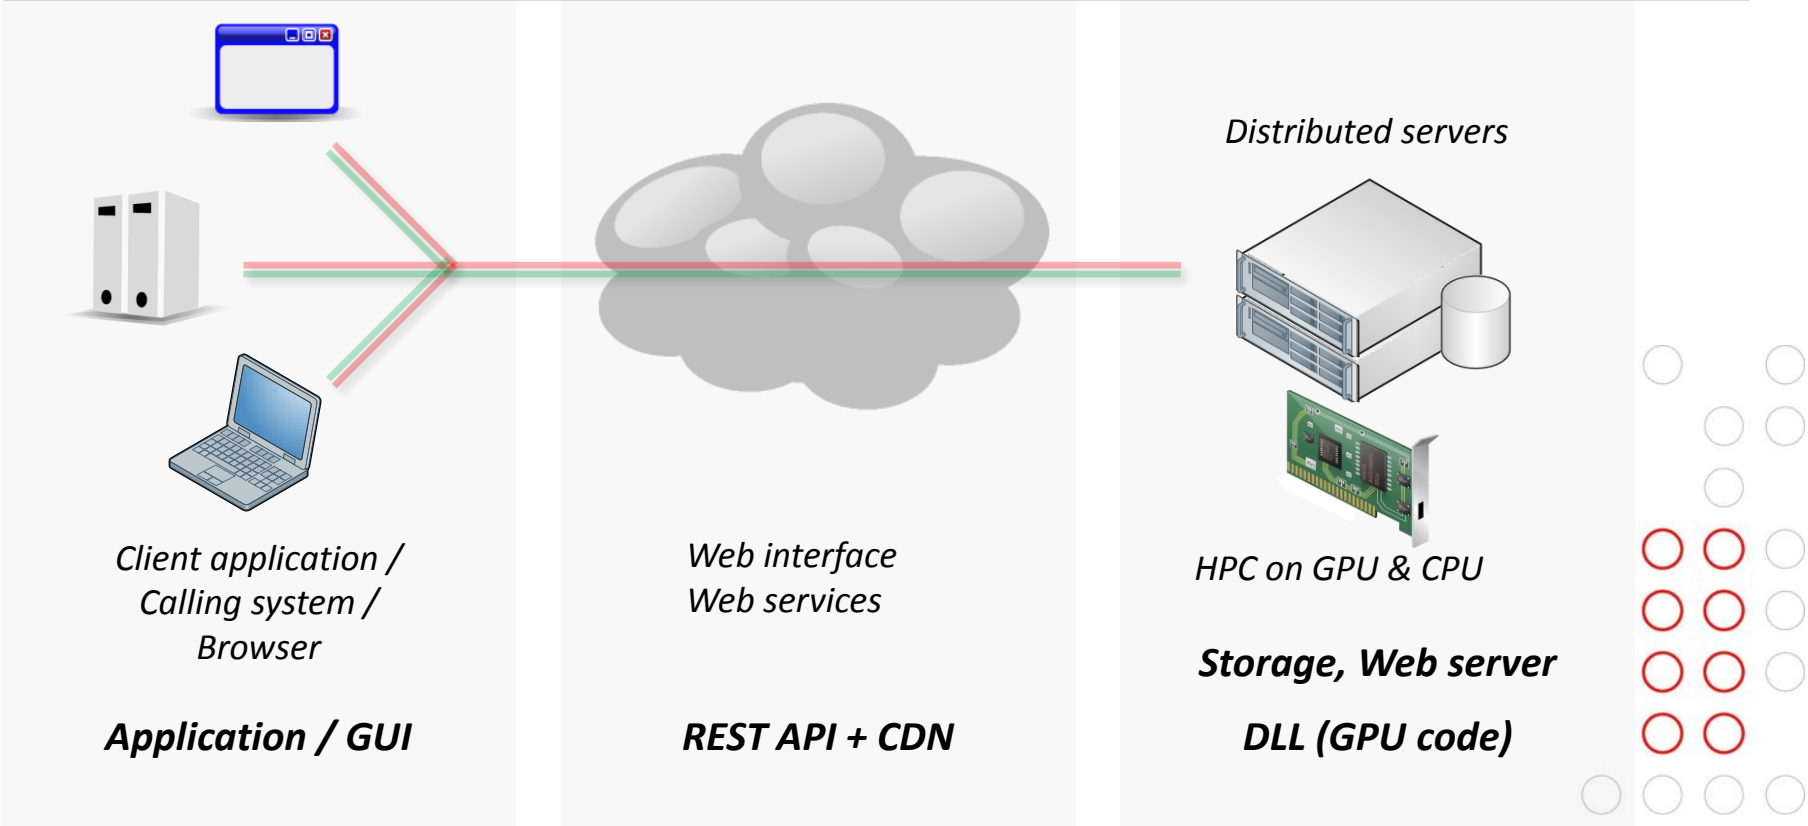 Client application /
Calling system /
Browser
Application / GUI
Web interface
Web services
REST API + CDN
Distributed servers
HPC on GPU & CPU
Storage, Web server
DLL (GPU code)